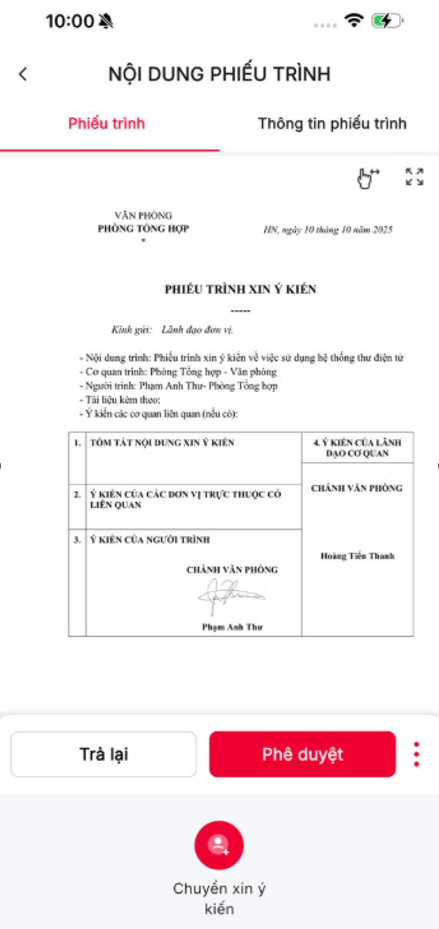 10:00
NỘI DUNG PHIẾU TRÌNH
Phiếu trình
Thông tin phiếu trình
VĂN PHÒNG
PHÒNG TỔNG HỢP
*
HN, ngày 10 tháng 10 năm 2025
PHIẾU TRÌNH XIN Ý KIẾN
-----
Kính gửi: Lãnh đạo đơn vị.
- Nội dung trình: Phiếu trình xin ý kiến về việc sử dụng hệ thống thư điện tử
- Cơ quan trình: Phòng Tổng hợp - Văn phòng
- Người trình: Phạm Anh Thư- Phòng Tổng hợp
- Tài liệu kèm theo:
- Ý kiến các cơ quan liên quan (nếu có):
1. TÓM TẮT NỘI DUNG XIN Ý KIẾN
2. Ý KIẾN CỦA CÁC ĐƠN VỊ TRỰC THUỘC CÓ
LIÊN QUAN
3. Ý KIẾN CỦA NGƯỜI TRÌNH
CHÁNH VĂN PHÒNG
Phạm Anh Thư
4. Ý KIẾN CỦA LÃNH
ĐẠO CƠ QUAN
CHÁNH VĂN PHÒNG
Hoàng Tiến Thanh
Trả lại
Phê duyệt
Chuyển xin ý
kiến